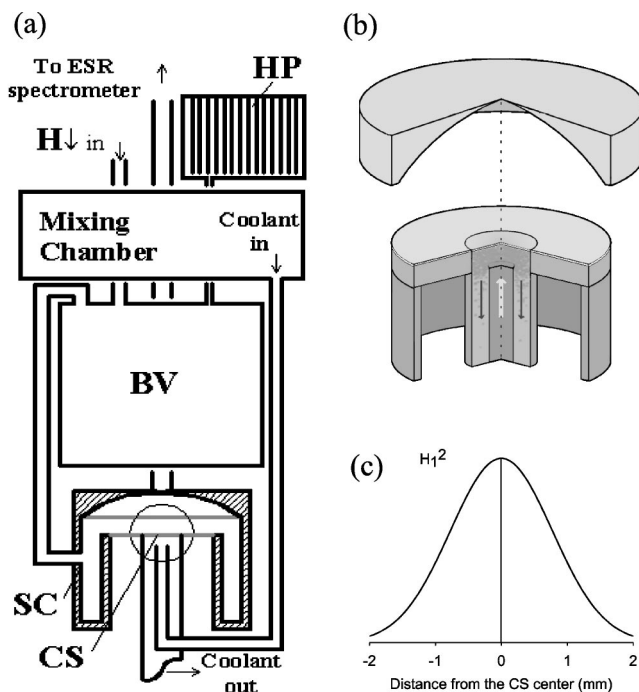 (a)
To ESR
spectrometer
HP
H↓ in
Mixing
Chamber
Coolant
in
BV
SC
CS
Coolant
out
(b)
(c)
H₁²
-2
-1
0
1
2
Distance from the CS center (mm)